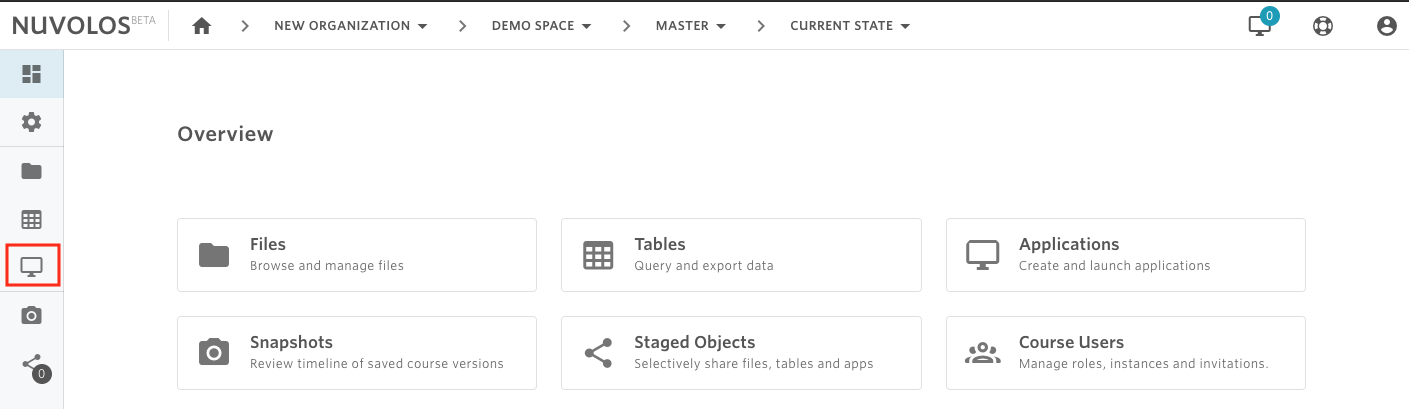 NUVOLOS BETA NEW ORGANIZATION DEMO SPACE MASTER CURRENT STATE 0
Overview
Files
Browse and manage files
Tables
Query and export data
Applications
Create and launch applications
Snapshots
Review timeline of saved course versions
Staged Objects
Selectively share files, tables and apps
Course Users
Manage roles, instances and invitations.
0